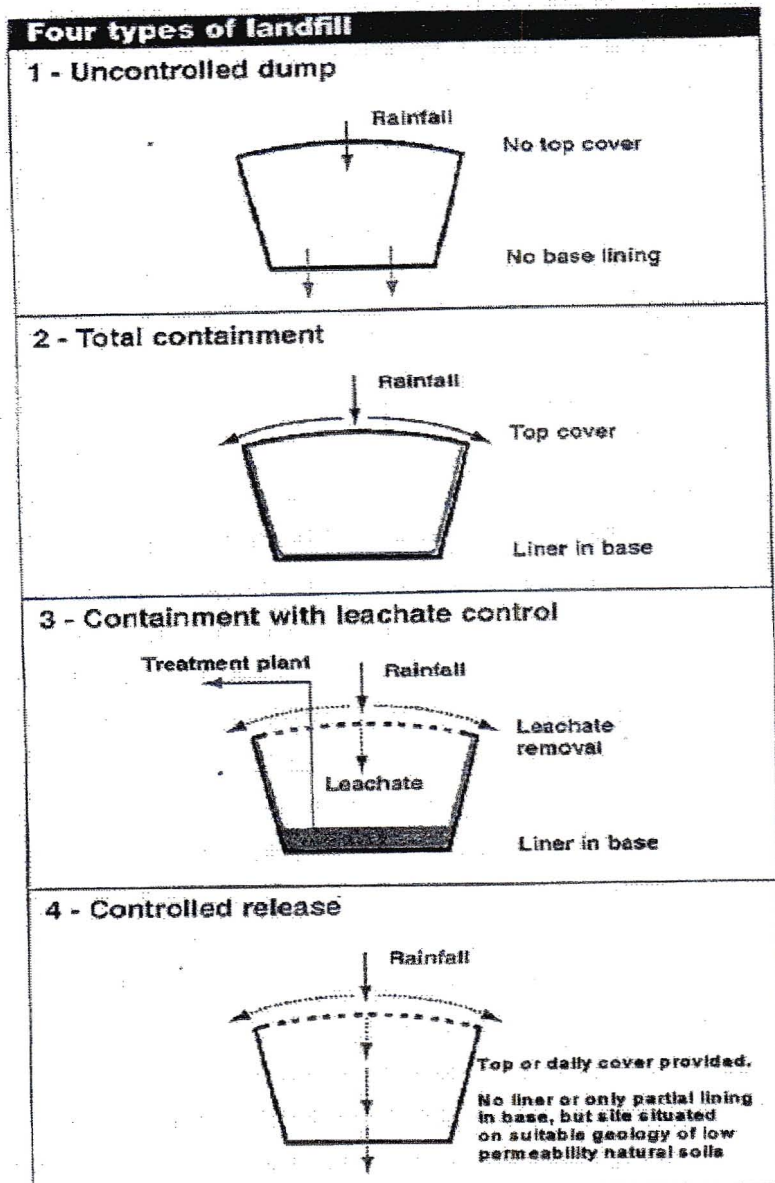 Four types of landfill
1 - Uncontrolled dump
Rainfall
No top cover
No base lining
2 - Total containment
Rainfall
Top cover
Liner in base
3 - Containment with leachate control
Treatment plant
Rainfall
Leachate
removal
Leachate
Liner in base
4 - Controlled release
Rainfall
Top or daily cover provided.
No liner or only partial lining
in base, but site situated
on suitable geology of low
permeability natural soils